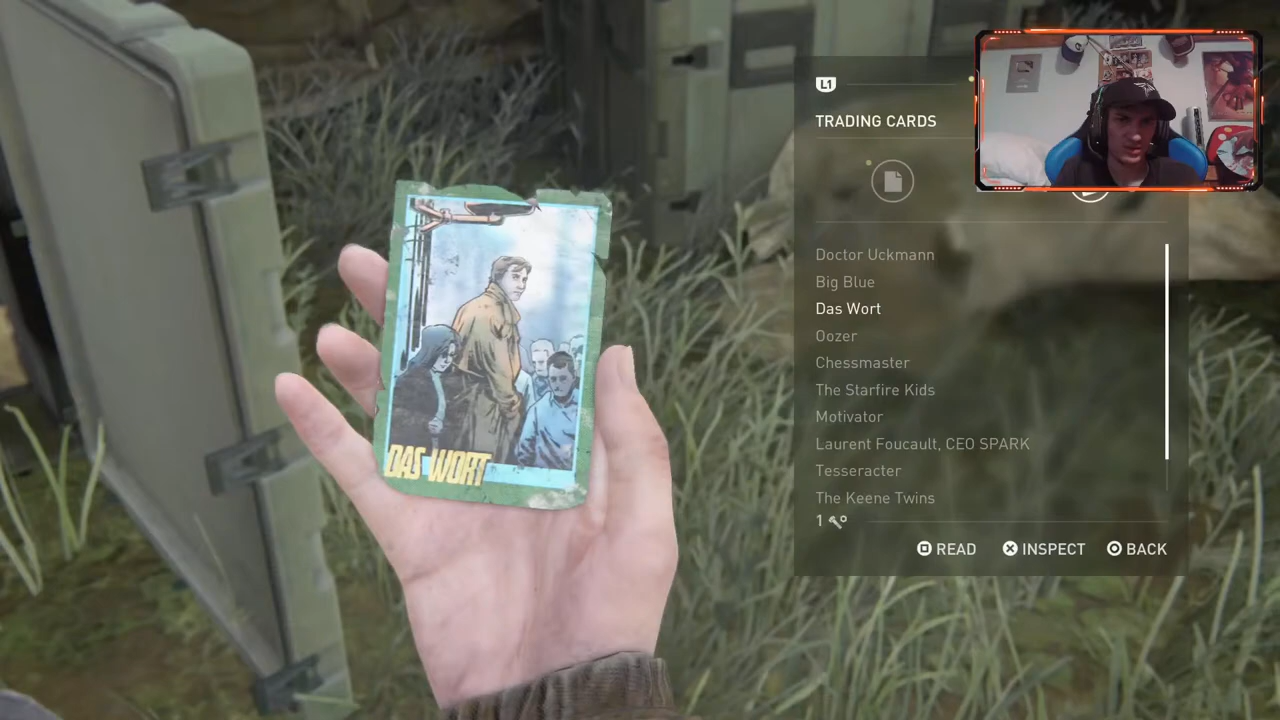 L1
TRADING CARDS
Doctor Uckmann
Big Blue
Das Wort
Oozer
Chessmaster
The Starfire Kids
Motivator
Laurent Foucault, CEO SPARK
Tesseracter
The Keene Twins
1
READ INSPECT BACK
DAS WORT